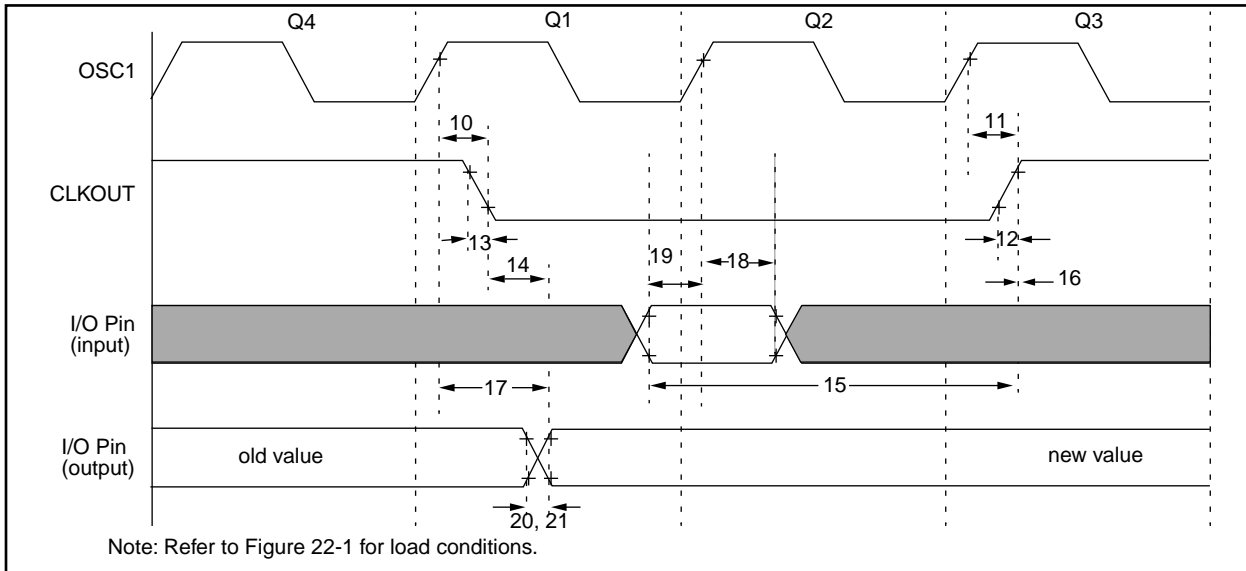 Q4
Q1
Q2
Q3
OSC1
10
11
CLKOUT
13
12
14
19
18
16
I/O Pin
(input)
17
15
I/O Pin
(output)
old value
new value
20, 21
Note: Refer to Figure 22-1 for load conditions.